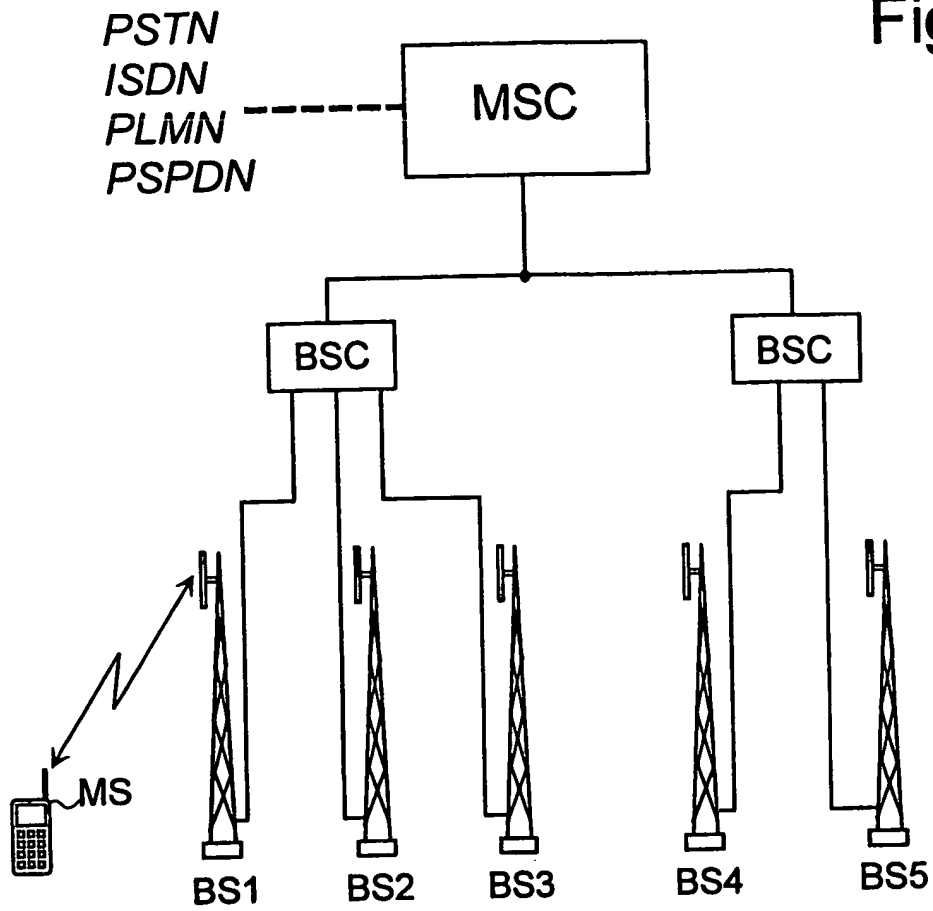 PSTN
ISDN
PLMN
PSPDN
Fig
MSC
BSC
BSC
MS
BS1
BS2
BS3
BS4
BS5